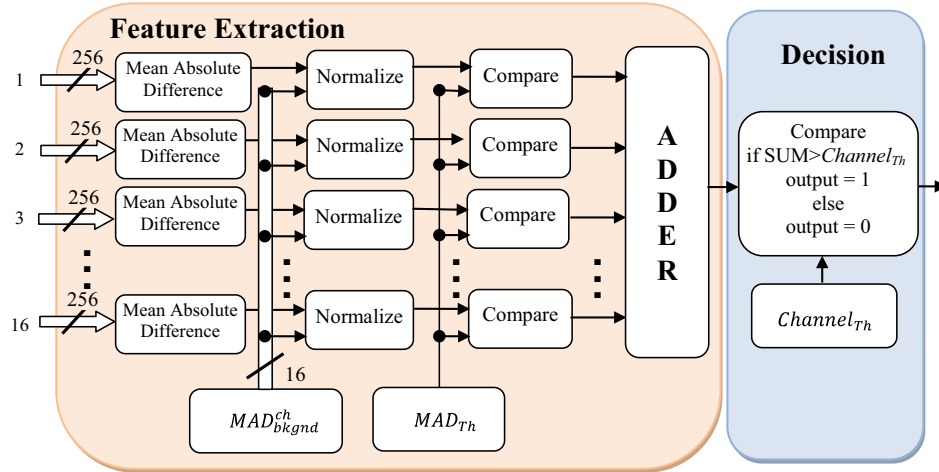 Feature Extraction
Decision
1
256
Mean Absolute
Difference
Normalize
Compare
2
256
Mean Absolute
Difference
Normalize
Compare
3
256
Mean Absolute
Difference
Normalize
Compare
16
256
Mean Absolute
Difference
Normalize
Compare
A
D
D
E
R
Compare
if SUM>Channel_Th
output = 1
else
output = 0
Channel_Th
16
MAD^ch_bkgnd
MAD_Th